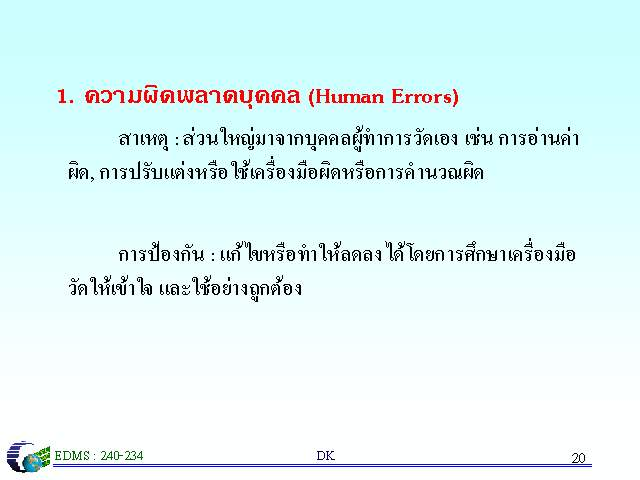 1. ความผิดพลาดบุคคล (Human Errors)
สาเหตุ : ส่วนใหญ่มาจากบุคคลผู้ทำการวัดเอง เช่น การอ่านค่า
ผิด, การปรับแต่งหรือใช้เครื่องมือผิดหรือการคำนวณผิด
การป้องกัน : แก้ไขหรือทำให้ลดลงได้โดยการศึกษาเครื่องมือ
วัดให้เข้าใจ และใช้อย่างถูกต้อง
EDMS : 240-234 DK 20